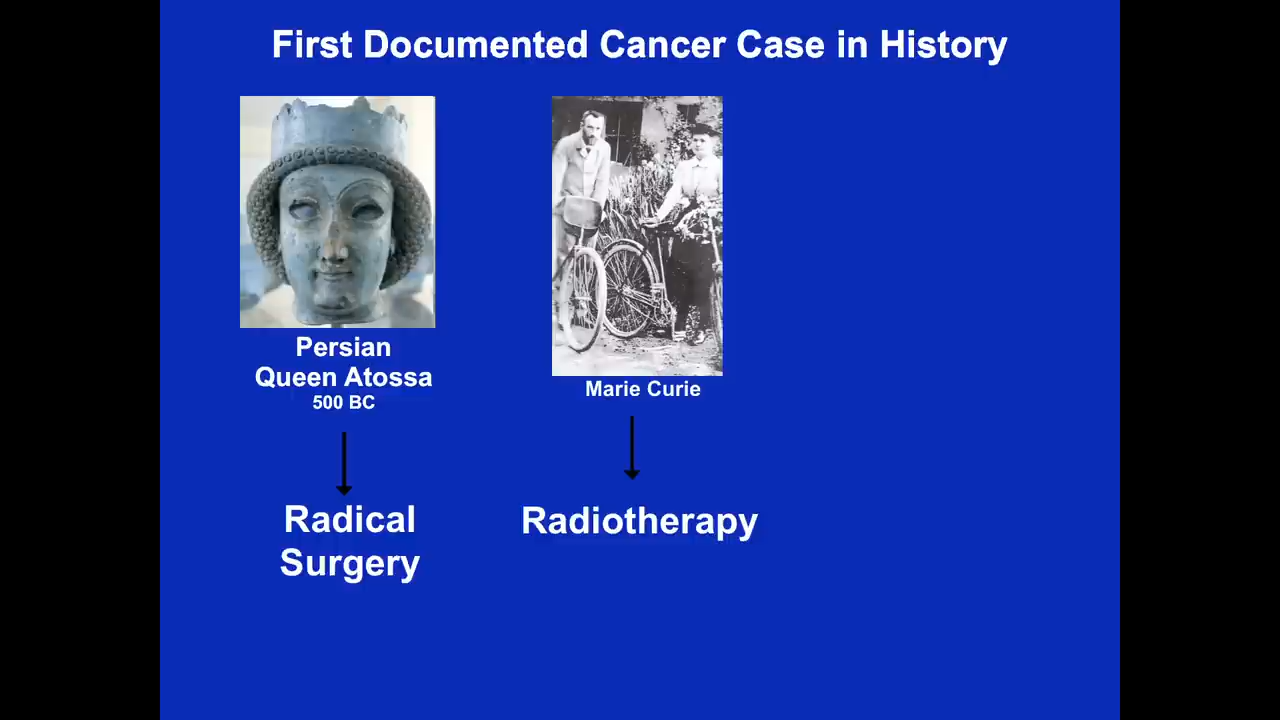 First Documented Cancer Case in History
Persian
Queen Atossa
500 BC
Marie Curie
Radical
Surgery
Radiotherapy